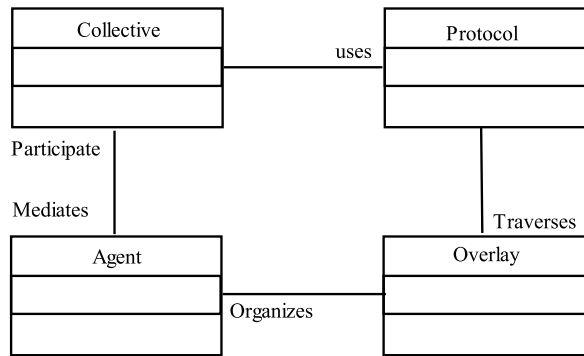 Collective
Protocol
uses
Participate
Mediates
Traverses
Agent
Overlay
Organizes